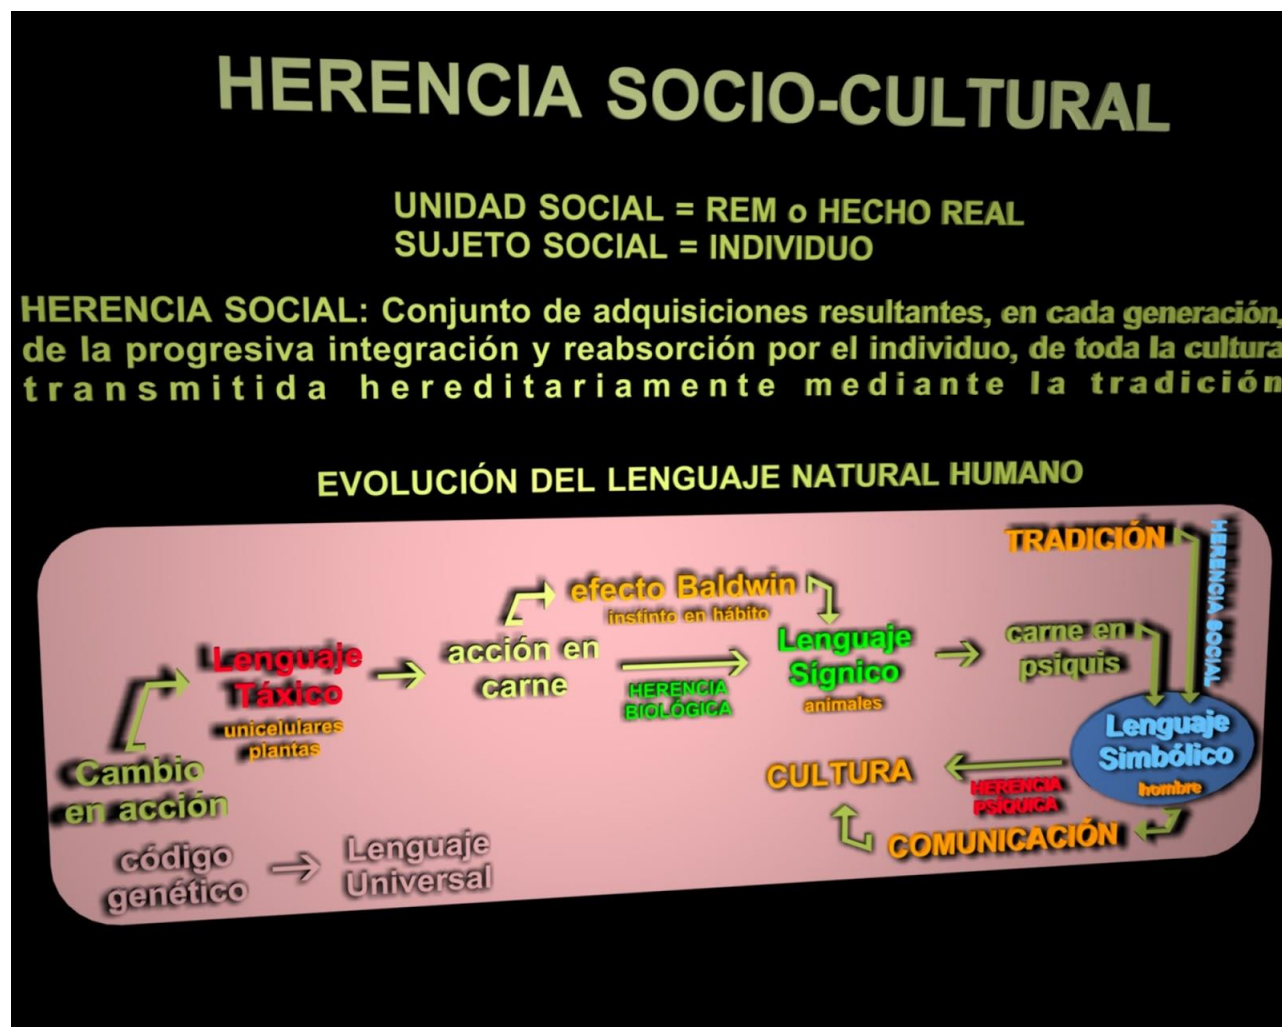 HERENCIA SOCIO-CULTURAL
UNIDAD SOCIAL = REM o HECHO REAL
SUJETO SOCIAL = INDIVIDUO
HERENCIA SOCIAL: Conjunto de adquisiciones resultantes, en cada generación,
de la progresiva integración y reabsorción por el individuo, de toda la cultura
transmitida hereditariamente mediante la tradición
EVOLUCIÓN DEL LENGUAJE NATURAL HUMANO
TRADICIÓN
HERENCIA SOCIAL
efecto Baldwin
instinto en hábito
Lenguaje
Táxico
unicelulares
plantas
acción en
carne
HERENCIA
BIOLÓGICA
Lenguaje
Sígnico
animales
carne en
psiquis
Lenguaje
Simbólico
hombre
Cambio
en acción
CULTURA
HERENCIA
PSÍQUICA
COMUNICACIÓN
código
genético
Lenguaje
Universal